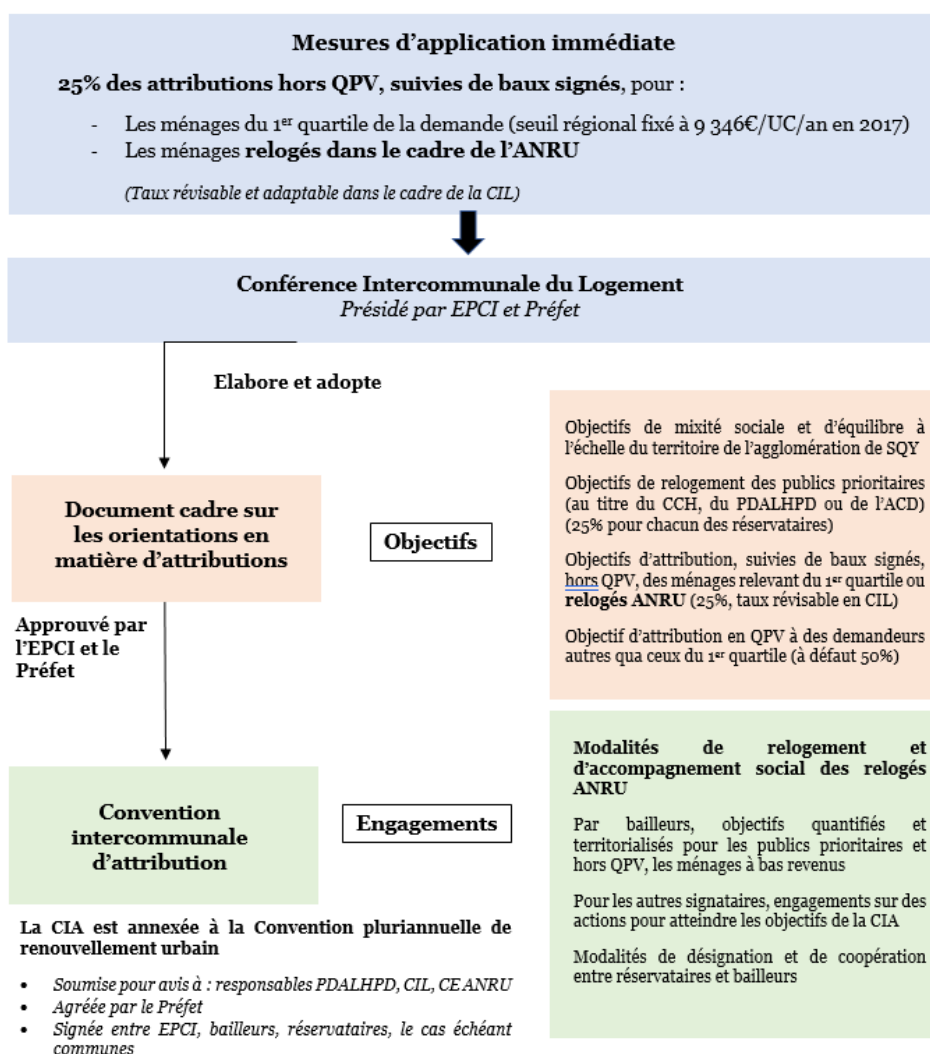 Mesures d'application immédiate
25% des attributions hors QPV, suivies de baux signés, pour :
- Les ménages du 1er quartile de la demande (seuil régional fixé à 9 346€/UC/an en 2017)
- Les ménages relogés dans le cadre de l'ANRU
(Taux révisable et adaptable dans le cadre de la CIL)
Conférence Intercommunale du Logement
Présidé par EPCI et Préfet
Elabore et adopte
Document cadre sur
les orientations en
matière d'attributions
Objectifs
Objectifs de mixité sociale et d'équilibre à
l'échelle du territoire de l'agglomération de SQY
Objectifs de relogement des publics prioritaires
(au titre du CCH, du PDALHPD ou de l'ACD)
(25% pour chacun des réservataires)
Objectifs d'attribution, suivies de baux signés,
hors QPV, des ménages relevant du 1er quartile ou
relogés ANRU (25%, taux révisable en CIL)
Objectif d'attribution en QPV à des demandeurs
autres qua ceux du 1er quartile (à défaut 50%)
Approuvé par
l'EPCI et le
Préfet
Convention
intercommunale
d'attribution
Engagements
Modalités de relogement et
d'accompagnement social des relogés
ANRU
Par bailleurs, objectifs quantifiés et
territorialisés pour les publics prioritaires et
hors QPV, les ménages à bas revenus
Pour les autres signataires, engagements sur des
actions pour atteindre les objectifs de la CIA
Modalités de désignation et de coopération
entre réservataires et bailleurs
La CIA est annexée à la Convention pluriannuelle de
renouvellement urbain
• Soumise pour avis à : responsables PDALHPD, CIL, CE ANRU
• Agréée par le Préfet
• Signée entre EPCI, bailleurs, réservataires, le cas échéant
communes